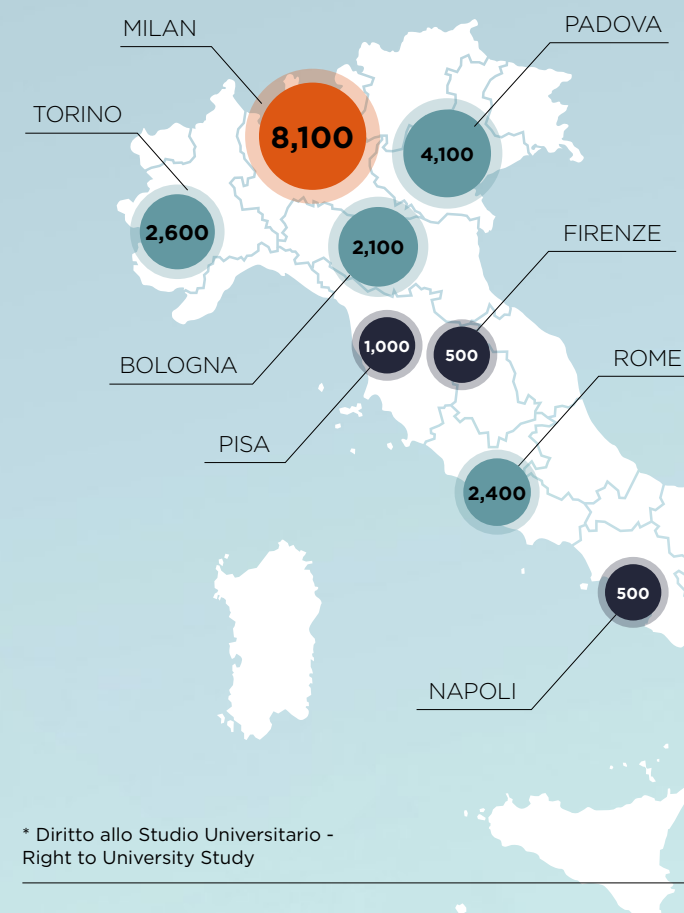 MILAN
PADOVA
TORINO
8,100
4,100
2,600
2,100
FIRENZE
1,000
500
BOLOGNA
ROME
PISA
2,400
500
NAPOLI
* Diritto allo Studio Universitario -
Right to University Study